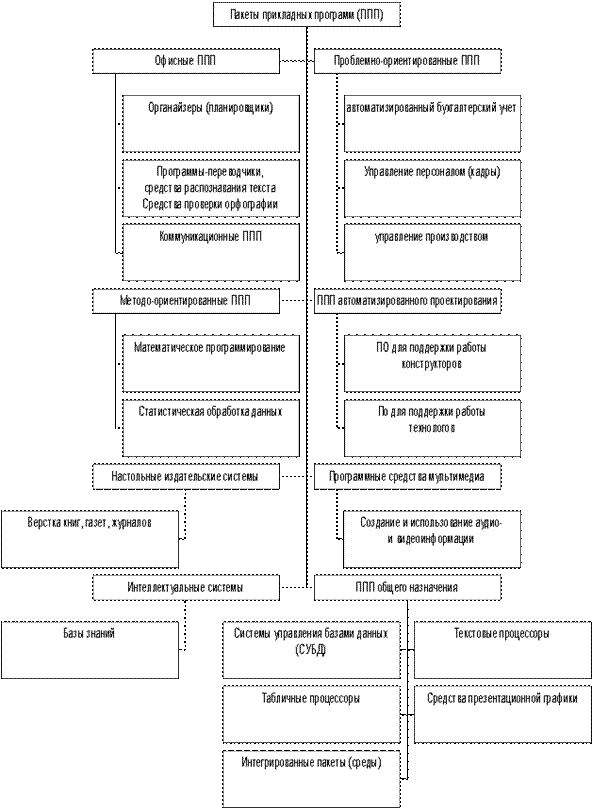 Пакеты прикладных программ (ППП)
Офисные ППП
Проблемно-ориентированные ППП
Органайзеры (планировщики)
автоматизированный бухгалтерский учет
Программы-переводчики,
средства распознавания текста
Средства проверки орфографии
Управление персоналом (кадры)
Коммуникационные ППП
управление производством
Методо-ориентированные ППП
ППП автоматизированного проектирования
Математическое программирование
ПО для поддержки работы
конструкторов
Статистическая обработка данных
По для поддержки работы
технологов
Настольные издательские системы
Программные средства мультимедиа
Верстка книг, газет, журналов
Создание и использование аудио-
и видеоинформации
Интеллектуальные системы
ППП общего назначения
Базы знаний
Системы управления базами данных
(СУБД)
Текстовые процессоры
Табличные процессоры
Средства презентационной графики
Интегрированные пакеты (среды)